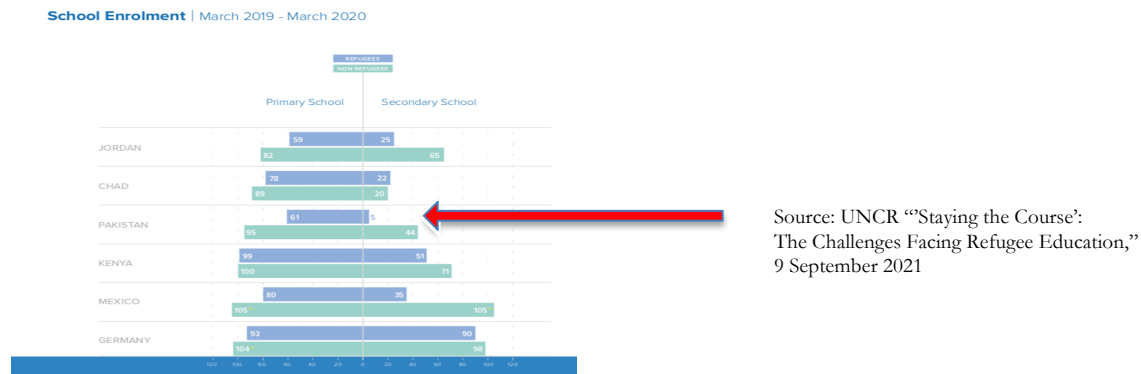 School Enrolment | March 2019 - March 2020
REFUGEES
NON-REFUGEES
Primary School Secondary School
JORDAN
59 25
82 65
CHAD
78 22
89 20
PAKISTAN
61 5
95 44
KENYA
99 51
100 71
MEXICO
80 35
105* 105*
GERMANY
93 90
104* 98
120 100 80 60 40 20 0 20 40 60 80 100 120
Source: UNCR “’Staying the Course’:
The Challenges Facing Refugee Education,”
9 September 2021